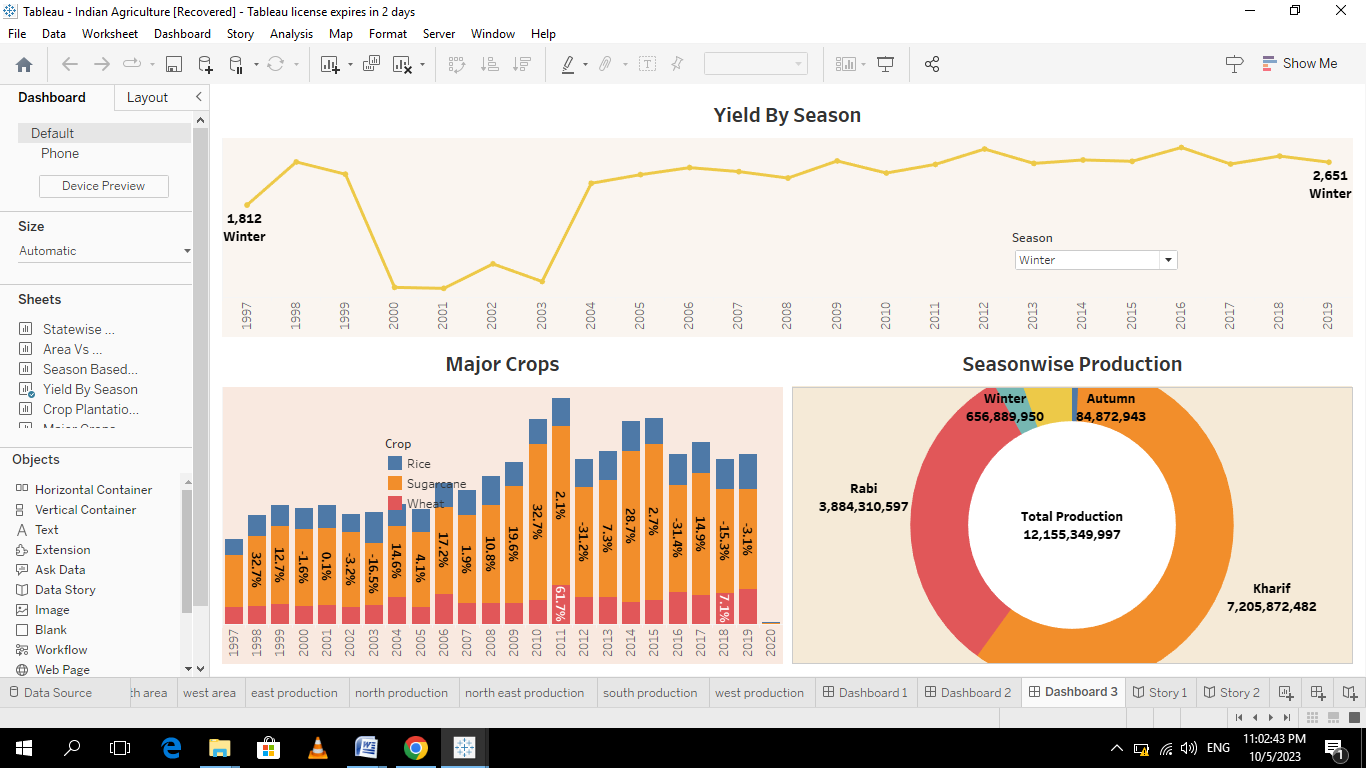 Tableau - Indian Agriculture [Recovered] - Tableau license expires in 2 days
File Data Worksheet Dashboard Story Analysis Map Format Server Window Help
Show Me
Dashboard Layout
Default
Phone
Device Preview
Size
Automatic
Sheets
Statewise ...
Area Vs ...
Season Based...
Yield By Season
Crop Plantatio...
Major Crops
Objects
Horizontal Container
Vertical Container
Text
Extension
Ask Data
Data Story
Image
Blank
Workflow
Web Page
Yield By Season
1,812
Winter
2,651
Winter
Season
Winter
1997 1998 1999 2000 2001 2002 2003 2004 2005 2006 2007 2008 2009 2010 2011 2012 2013 2014 2015 2016 2017 2018 2019
Major Crops
Crop
Rice
Sugarcane
Wheat
32.7% 12.7% -1.6% 0.1% -3.2% -16.5% 14.6% 4.1% 17.2% 1.9% 10.8% 19.6% 32.7% 2.1% -31.2% 7.3% 28.7% 2.7% -31.4% 14.9% -15.3% -3.1%
61.7% 7.1%
1997 1998 1999 2000 2001 2002 2003 2004 2005 2006 2007 2008 2009 2010 2011 2012 2013 2014 2015 2016 2017 2018 2019 2020
Seasonwise Production
Winter
656,889,950
Autumn
84,872,943
Rabi
3,884,310,597
Total Production
12,155,349,997
Kharif
7,205,872,482
Data Source th area west area east production north production north east production south production west production Dashboard 1 Dashboard 2 Dashboard 3 Story 1 Story 2
ENG
11:02:43 PM
10/5/2023
1